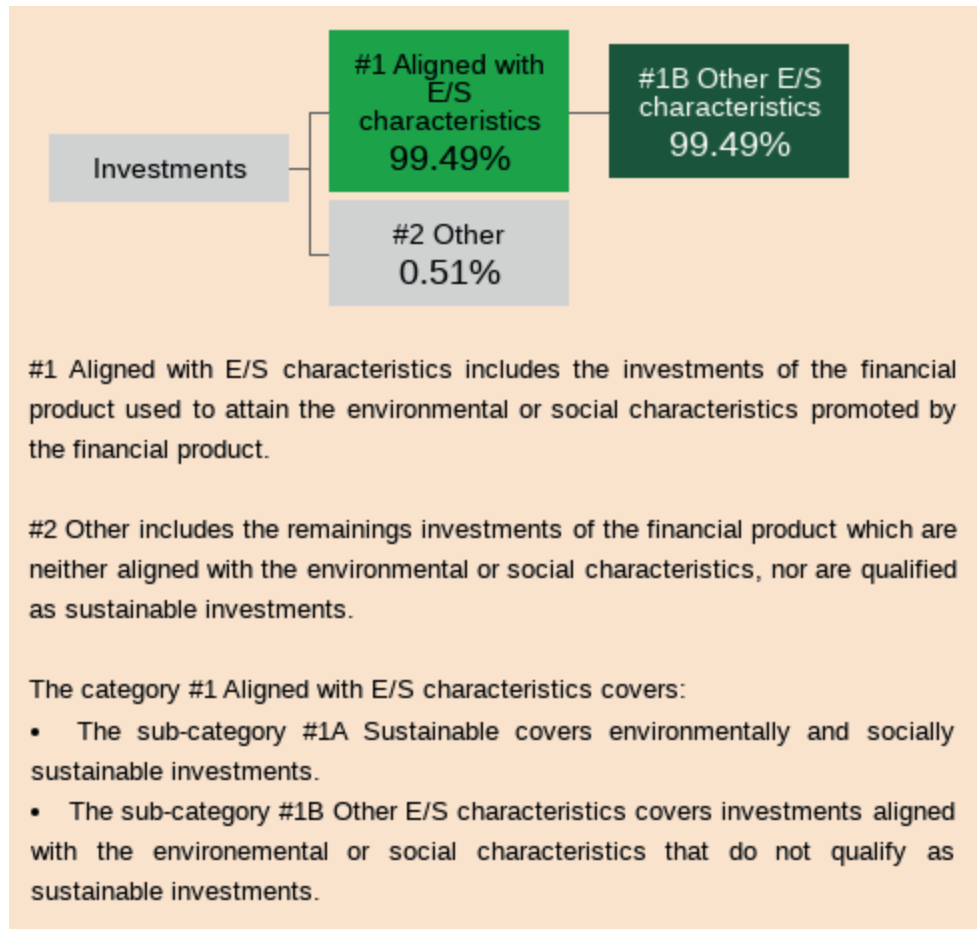 #1 Aligned with
E/S
characteristics
99.49%
#1B Other E/S
characteristics
99.49%
Investments
#2 Other
0.51%
#1 Aligned with E/S characteristics includes the investments of the financial
product used to attain the environmental or social characteristics promoted by
the financial product.
#2 Other includes the remainings investments of the financial product which are
neither aligned with the environmental or social characteristics, nor are qualified
as sustainable investments.
The category #1 Aligned with E/S characteristics covers:
• The sub-category #1A Sustainable covers environmentally and socially
sustainable investments.
• The sub-category #1B Other E/S characteristics covers investments aligned
with the environemental or social characteristics that do not qualify as
sustainable investments.